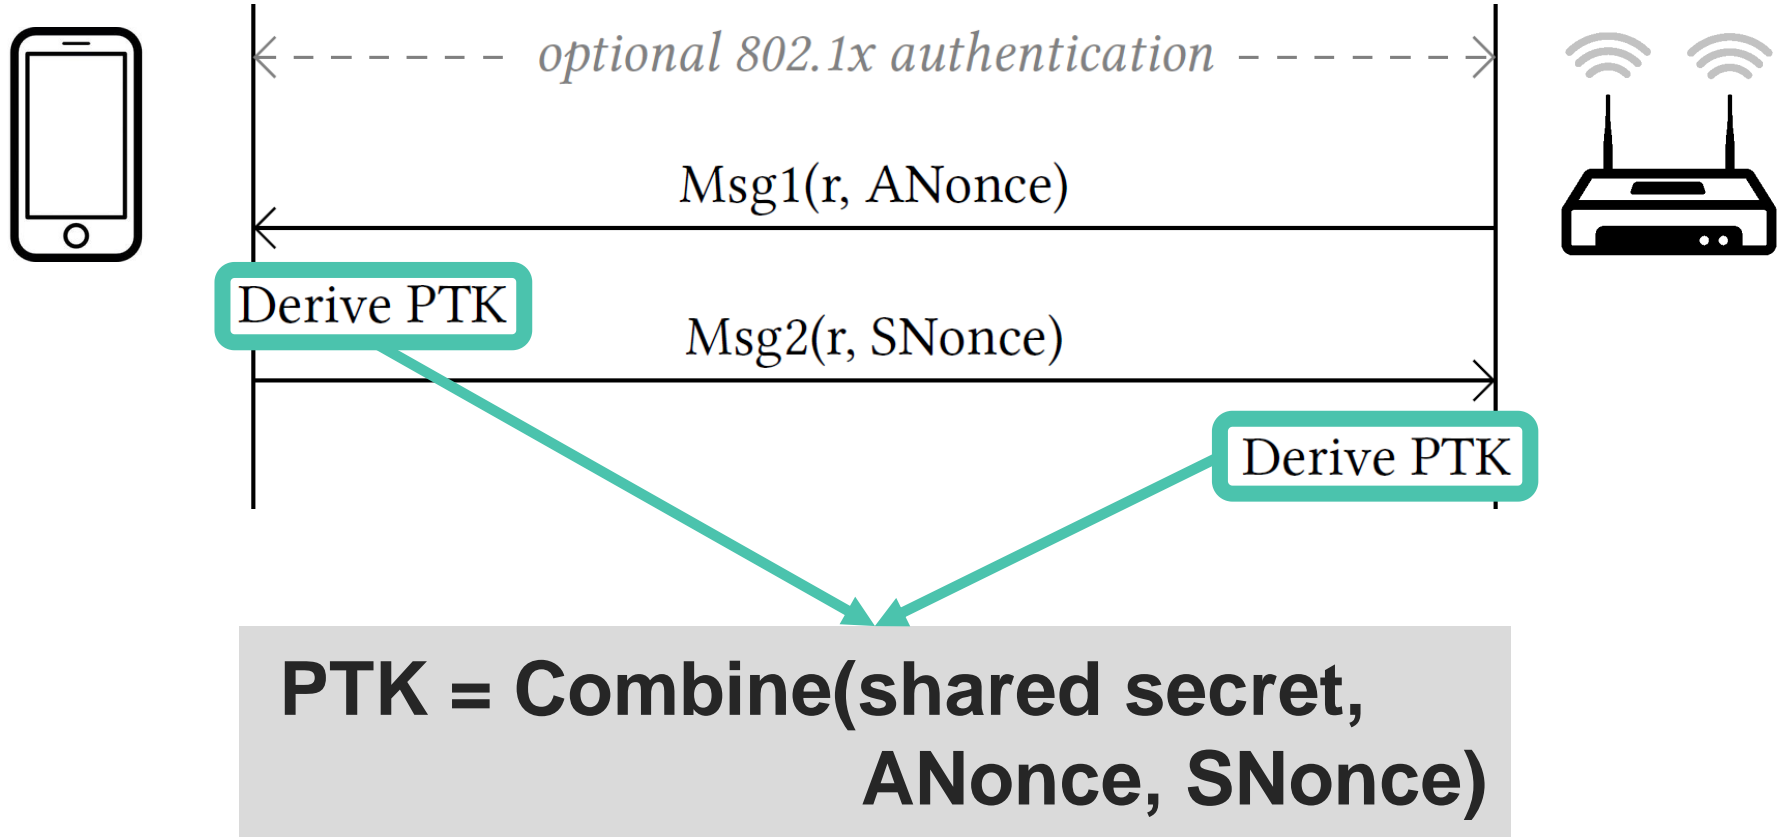 optional 802.1x authentication
Msg1(r, ANonce)
Derive PTK
Msg2(r, SNonce)
Derive PTK
PTK = Combine(shared secret,
ANonce, SNonce)